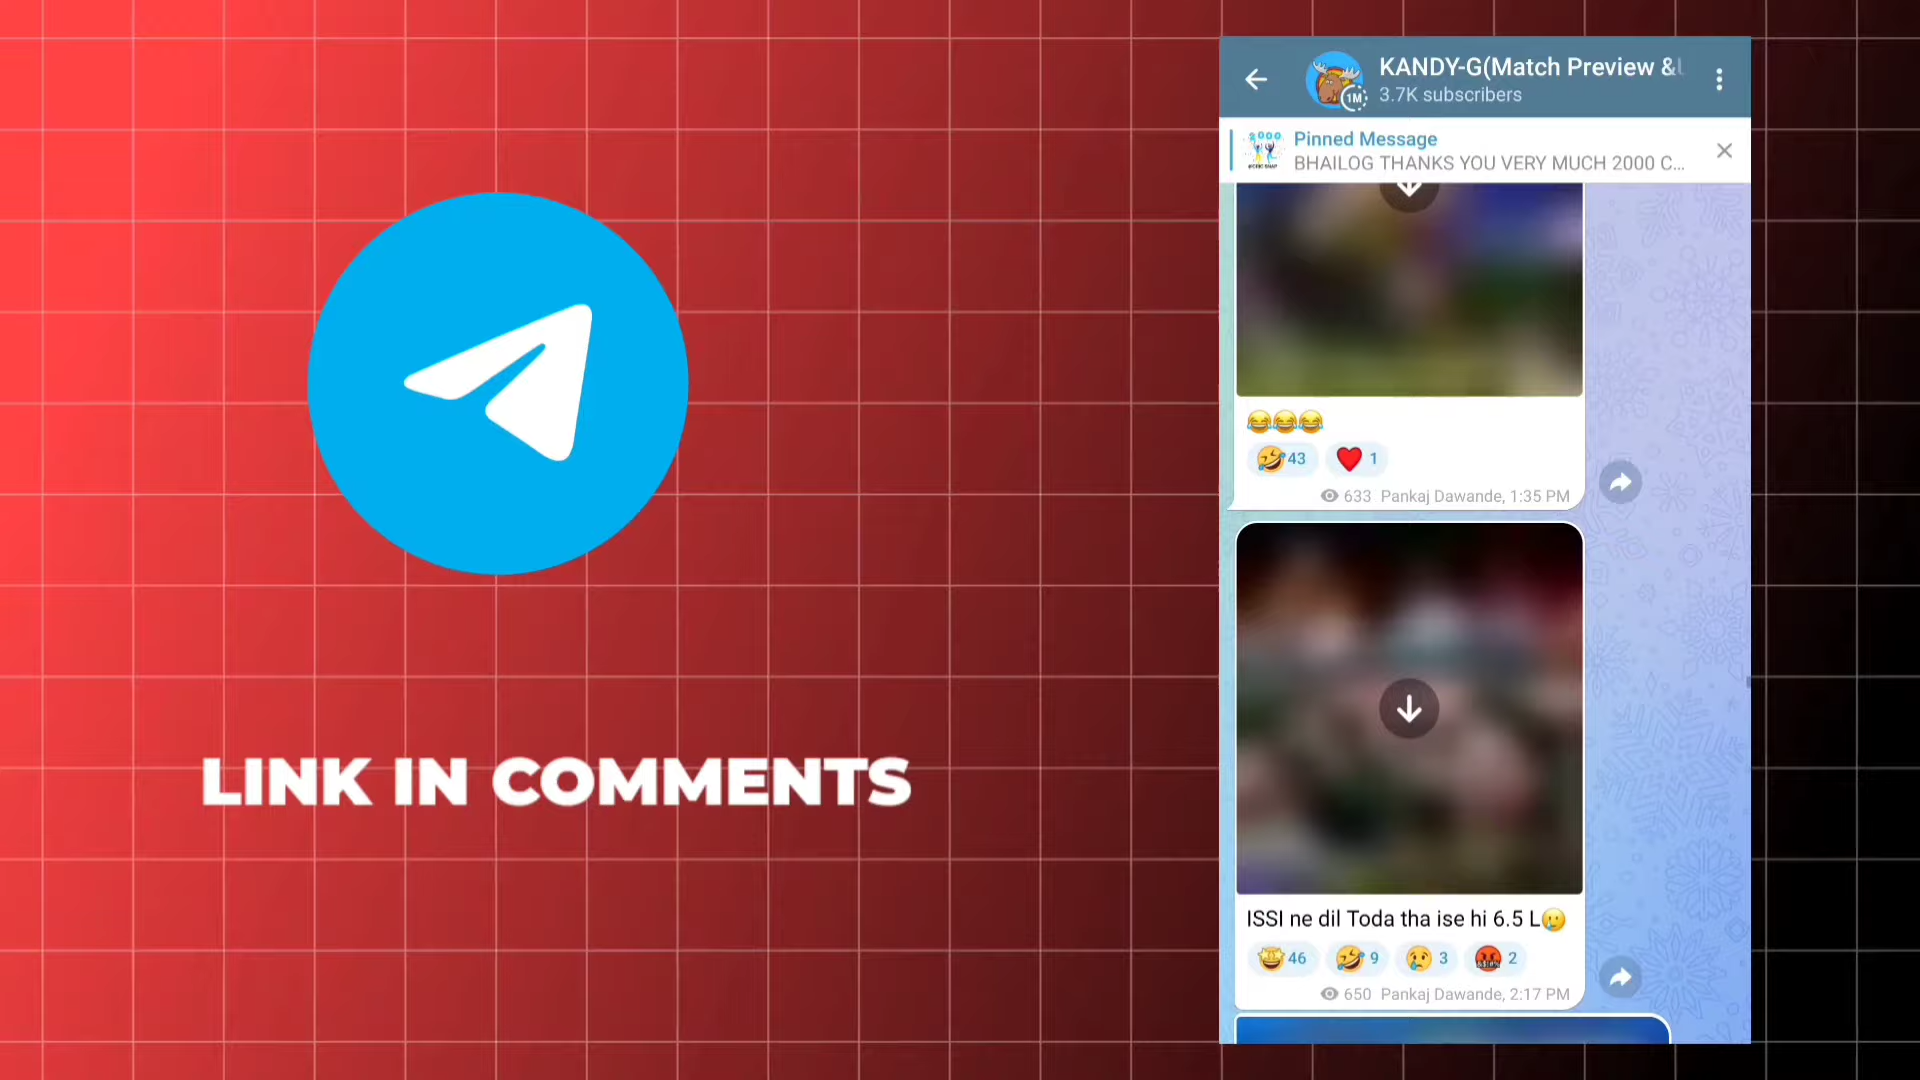 KANDY-G(Match Preview &
3.7K subscribers
1M
Pinned Message
BHAILOG THANKS YOU VERY MUCH 2000 C...
😂😂😂
🤣 43 ❤️ 1
633 Pankaj Dawande, 1:35 PM
LINK IN COMMENTS
ISSI ne dil Toda tha ise hi 6.5 L🥲
🤩 46 🤣 9 😢 3 🤬 2
650 Pankaj Dawande, 2:17 PM